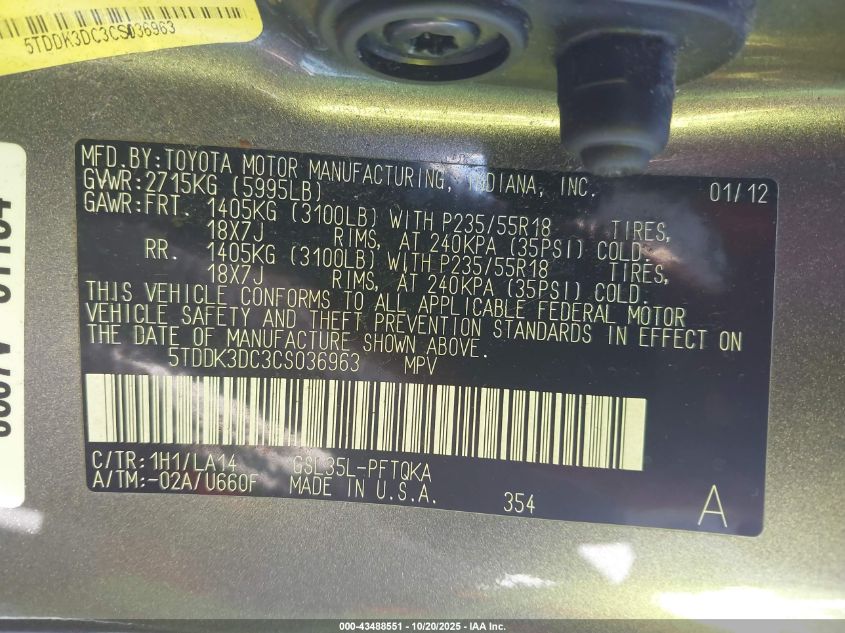 5TDDK3DC3CS036963
MFD.BY:TOYOTA MOTOR MANUFACTURING, INDIANA, INC. 01/12
GVWR:2715KG (5995LB)
GAWR:FRT. 1405KG (3100LB) WITH P235/55R18 TIRES,
18X7J RIMS, AT 240KPA (35PSI) COLD.
RR. 1405KG (3100LB) WITH P235/55R18 TIRES,
18X7J RIMS, AT 240KPA (35PSI) COLD.
THIS VEHICLE CONFORMS TO ALL APPLICABLE FEDERAL MOTOR
VEHICLE SAFETY AND THEFT PREVENTION STANDARDS IN EFFECT ON
THE DATE OF MANUFACTURE SHOWN ABOVE.
5TDDK3DC3CS036963 MPV
C/TR:1H1/LA14 GSL35L-PFTQKA
A/TM:-02A/U660F MADE IN U.S.A. 354 A
000-43488551 - 10/20/2025 - IAA Inc.